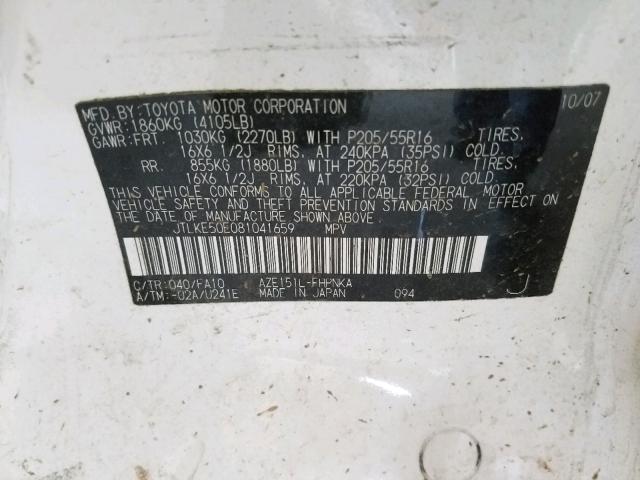 MFD. BY: TOYOTA MOTOR CORPORATION 10/07
GVWR: 1860KG (4105LB)
GAWR: FRT. 1030KG (2270LB) WITH P205/55R16 TIRES,
16X6 1/2J RIMS, AT 240KPA (35PSI) COLD.
RR. 855KG (1880LB) WITH P205/55R16 TIRES,
16X6 1/2J RIMS, AT 220KPA (32PSI) COLD.
THIS VEHICLE CONFORMS TO ALL APPLICABLE FEDERAL MOTOR
VEHICLE SAFETY AND THEFT PREVENTION STANDARDS IN EFFECT ON
THE DATE OF MANUFACTURE SHOWN ABOVE.
JTLKE50E081041659 MPV
C/TR: 040/FA10 AZE151L-FHPNKA
A/TM: -02A/U241E MADE IN JAPAN 094 J